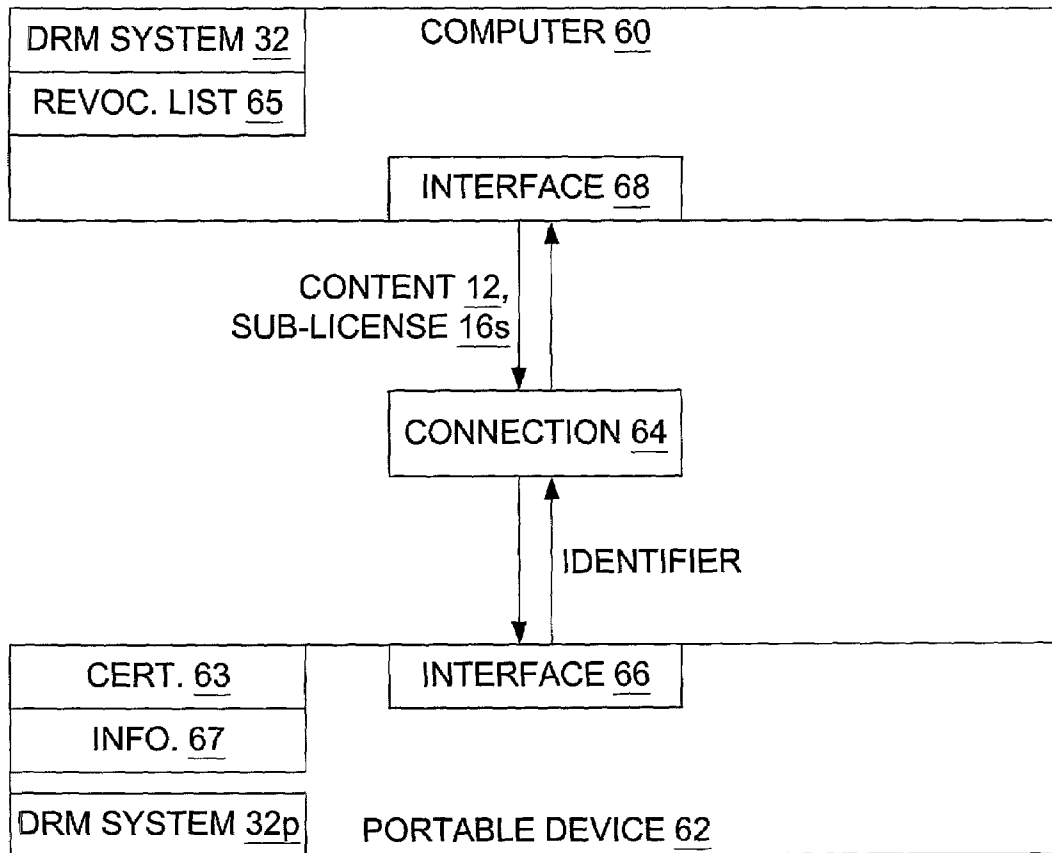 DRM SYSTEM 32
COMPUTER 60
REVOC. LIST 65
INTERFACE 68
CONTENT 12,
SUB-LICENSE 16s
CONNECTION 64
IDENTIFIER
CERT. 63
INTERFACE 66
INFO. 67
DRM SYSTEM 32p
PORTABLE DEVICE 62